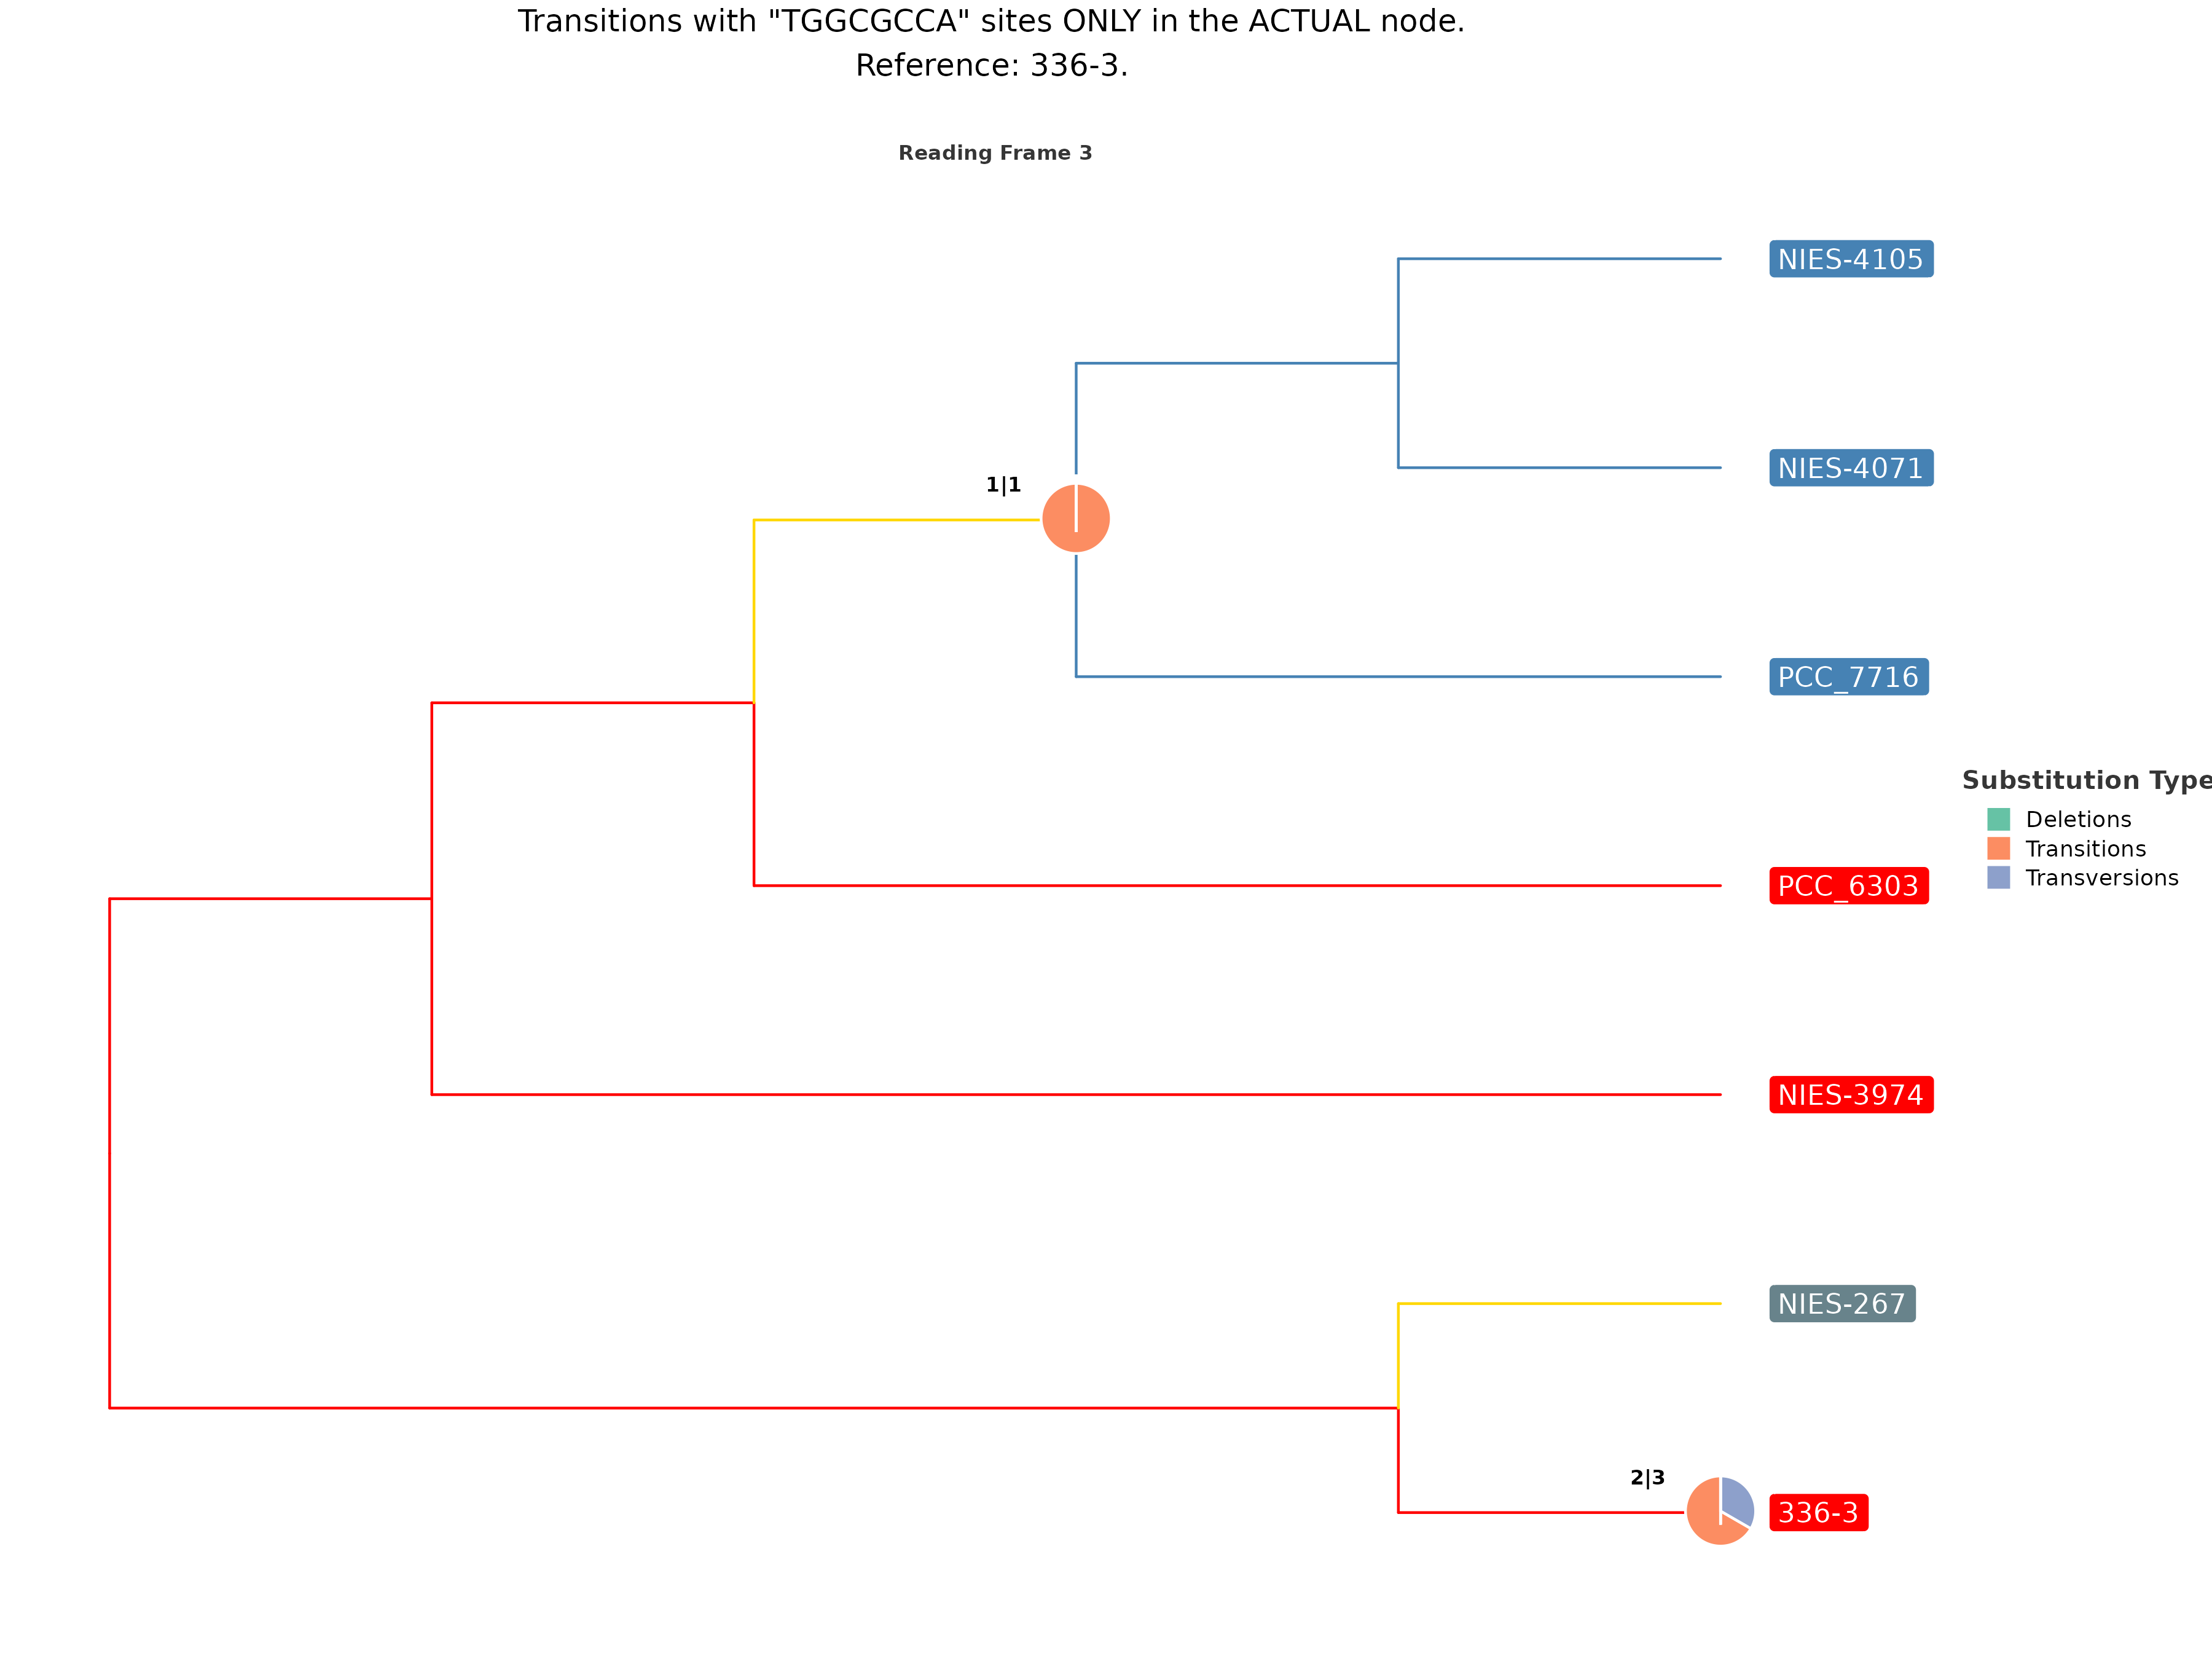 Transitions with "TGGCGCCA" sites ONLY in the ACTUAL node.
Reference: 336-3.
Reading Frame 3
NIES-4105
NIES-4071
1|1
PCC_7716
Substitution Type
Deletions
Transitions
Transversions
PCC_6303
NIES-3974
NIES-267
2|3
336-3